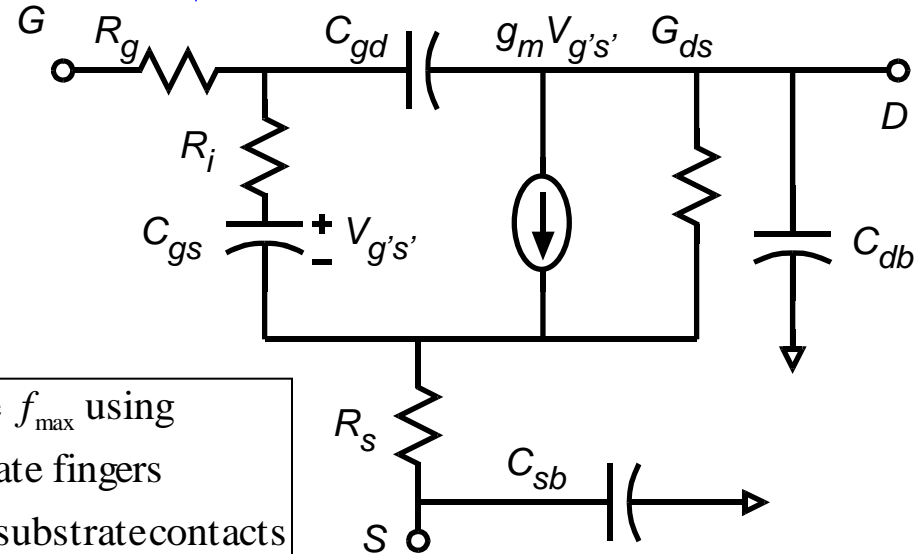 G
R_g
C_gd
g_mV_g's'
G_ds
D
R_i
C_gs
+
V_g's'
–
C_db
f_max using
ate fingers
substratecontacts
R_s
C_sb
S